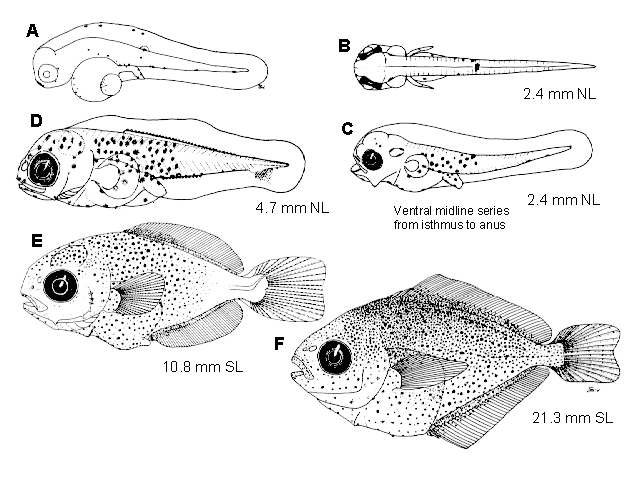 A
B
2.4 mm NL
D
C
4.7 mm NL
2.4 mm NL
Ventral midline series
from isthmus to anus
E
10.8 mm SL
F
21.3 mm SL